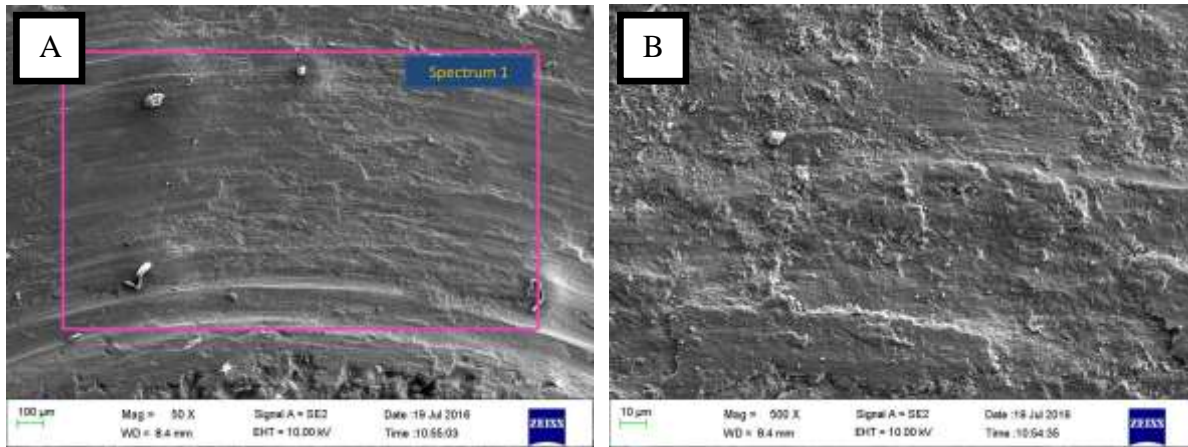 A
Spectrum 1
100 µm
Mag = 50 X
WD = 8.4 mm
Signal A = SE2
EHT = 10.00 kV
Date :19 Jul 2016
Time :10:55:03
ZEISS
B
10 µm
Mag = 500 X
WD = 8.4 mm
Signal A = SE2
EHT = 10.00 kV
Date :19 Jul 2016
Time :10:54:35
ZEISS